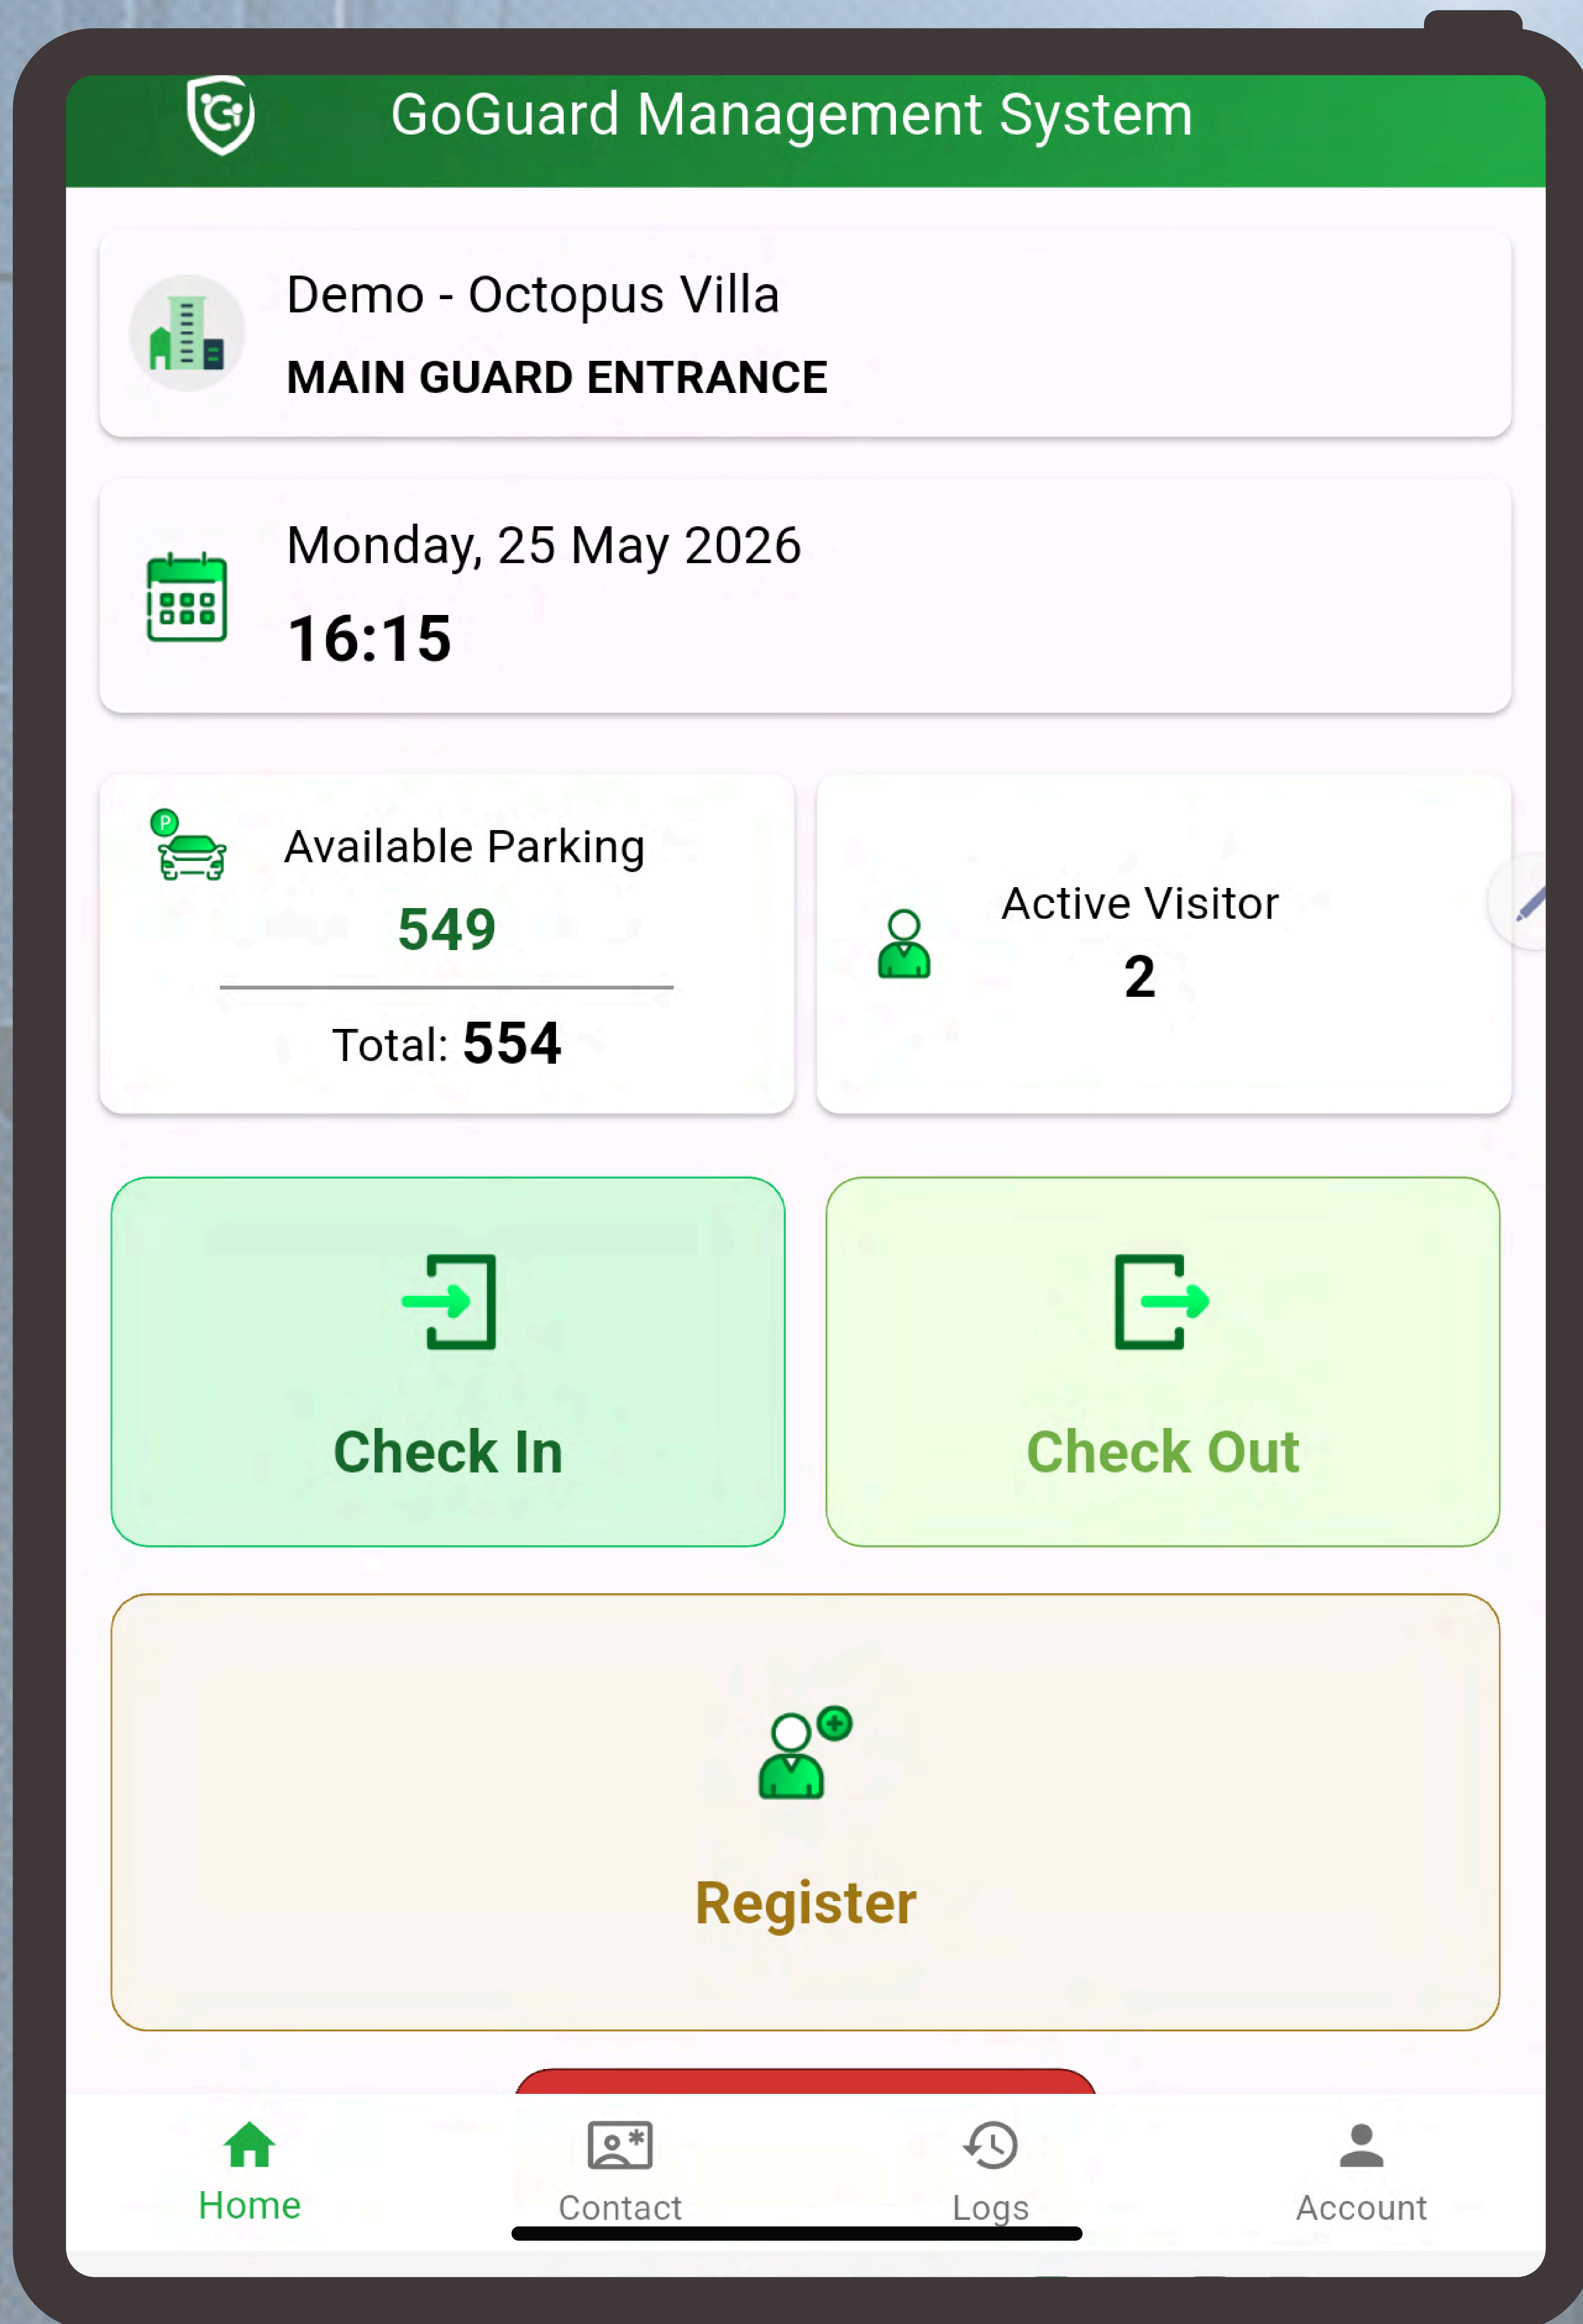 GoGuard Management System
Demo - Octopus Villa
MAIN GUARD ENTRANCE
Monday, 25 May 2026
16:15
P
Available Parking
549
Total: 554
Active Visitor
2
Check In
Check Out
Register
Home
Contact
Logs
Account